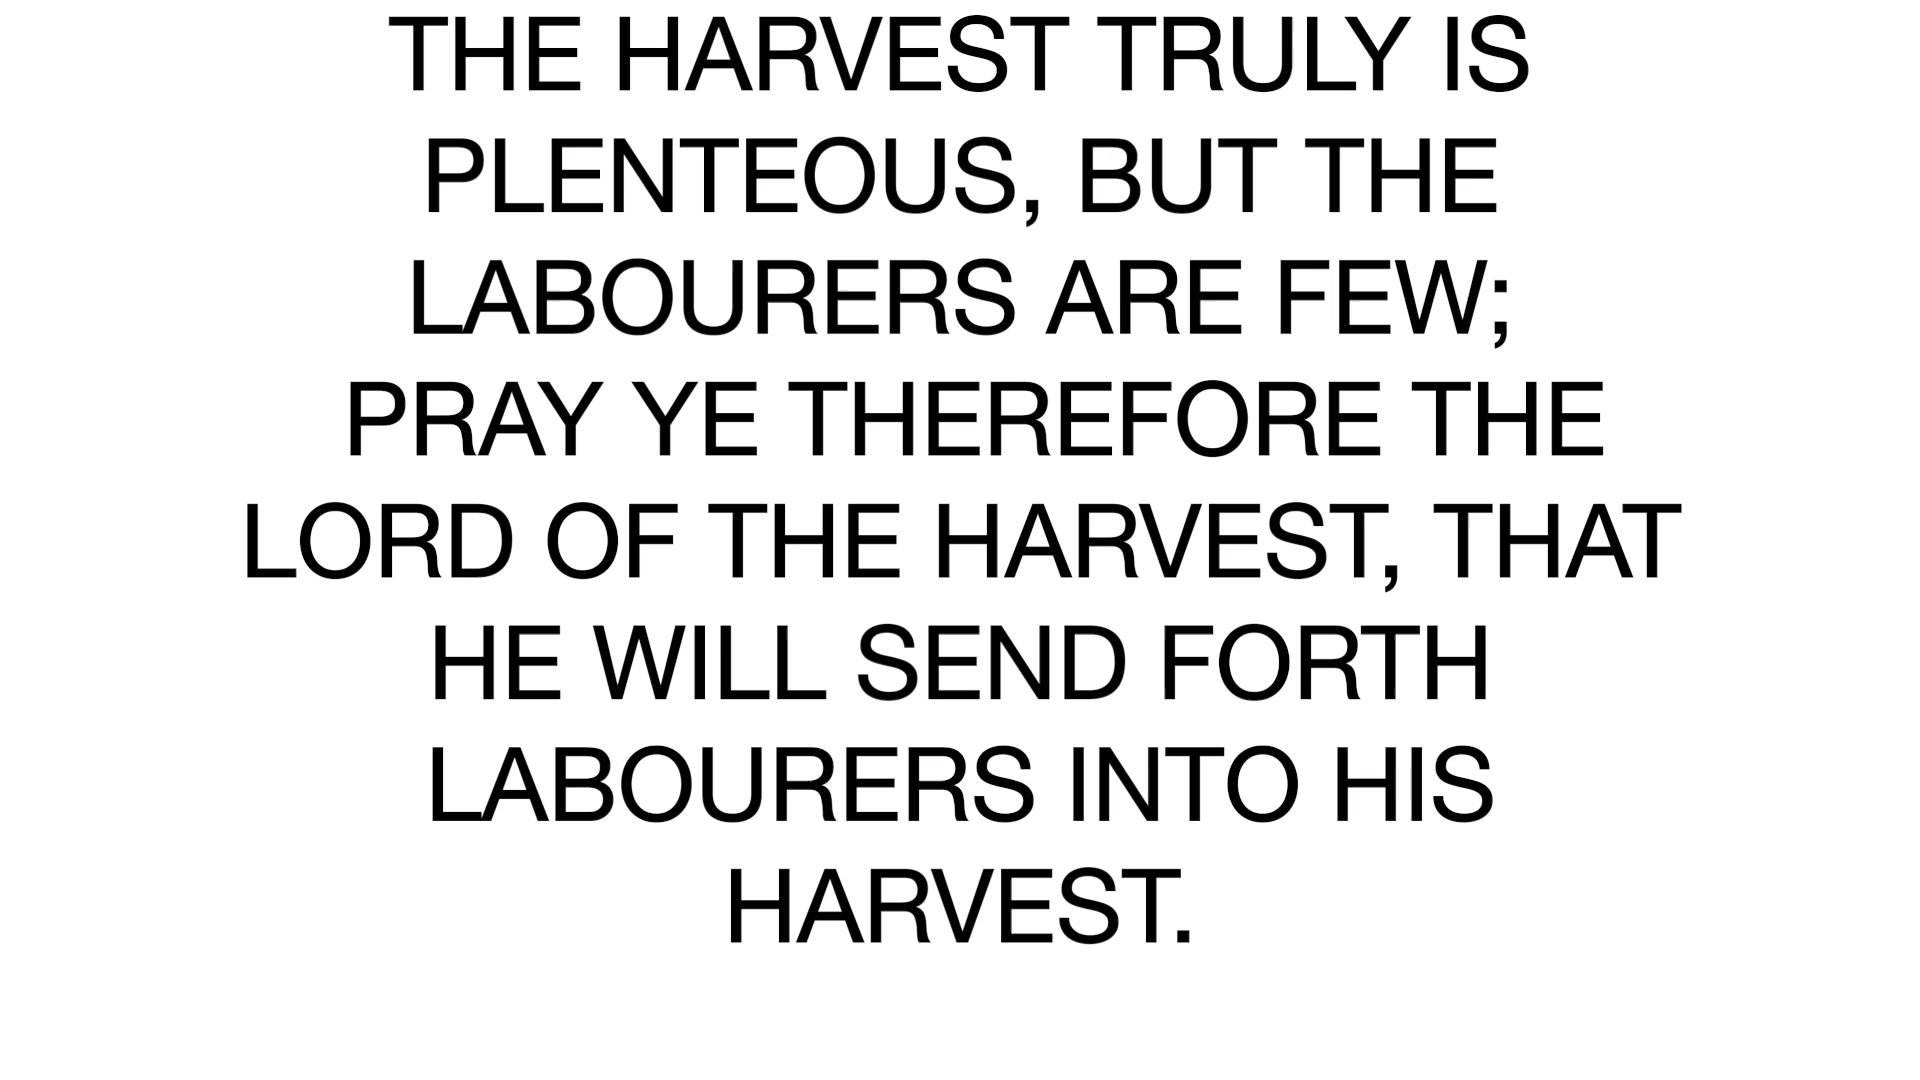 THE HARVEST TRULY IS
PLENTEOUS, BUT THE
LABOURERS ARE FEW;
PRAY YE THEREFORE THE
LORD OF THE HARVEST, THAT
HE WILL SEND FORTH
LABOURERS INTO HIS
HARVEST.